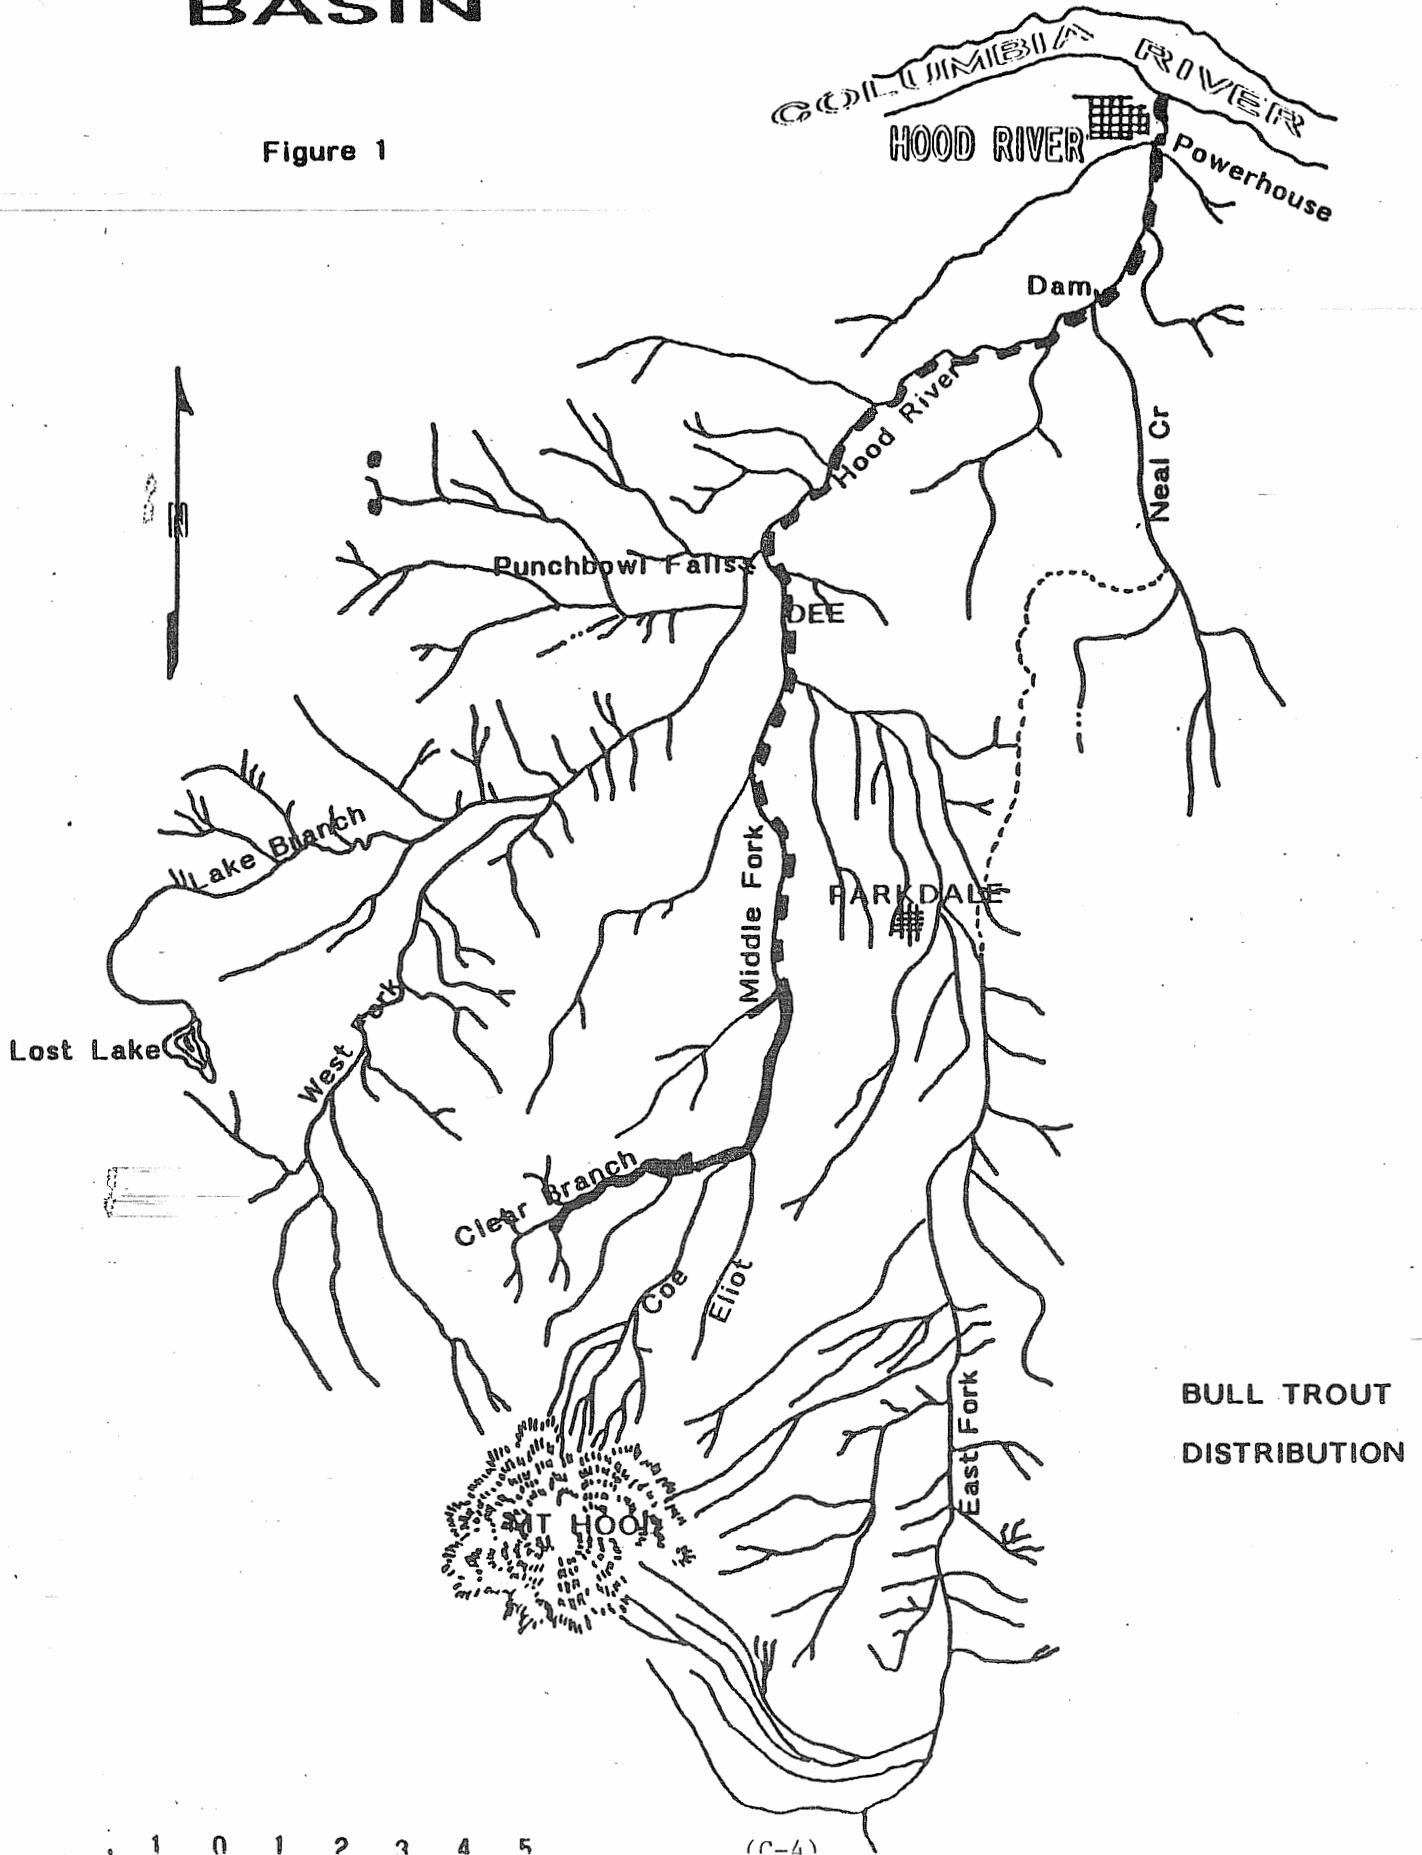 BASIN
Figure 1
COLUMBIA RIVER
HOOD RIVER
Powerhouse
Dam
Hood River
Neal Cr
N
Punchbowl Falls
DEE
Lake Branch
Middle Fork
PARKDALE
West Fork
Lost Lake
Clear Branch
Coe
Eliot
BULL TROUT
DISTRIBUTION
East Fork
MT HOOD
1 0 1 2 3 4 5
(C-4)